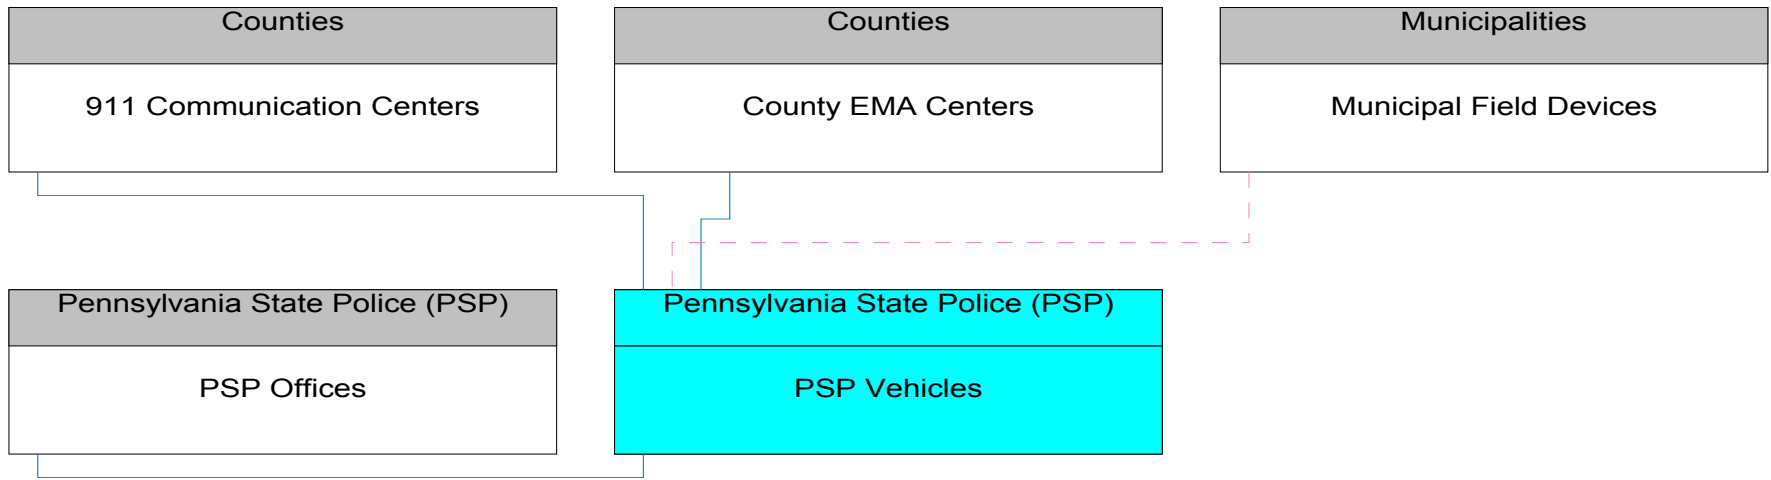 Counties
911 Communication Centers
Counties
County EMA Centers
Municipalities
Municipal Field Devices
Pennsylvania State Police (PSP)
PSP Offices
Pennsylvania State Police (PSP)
PSP Vehicles